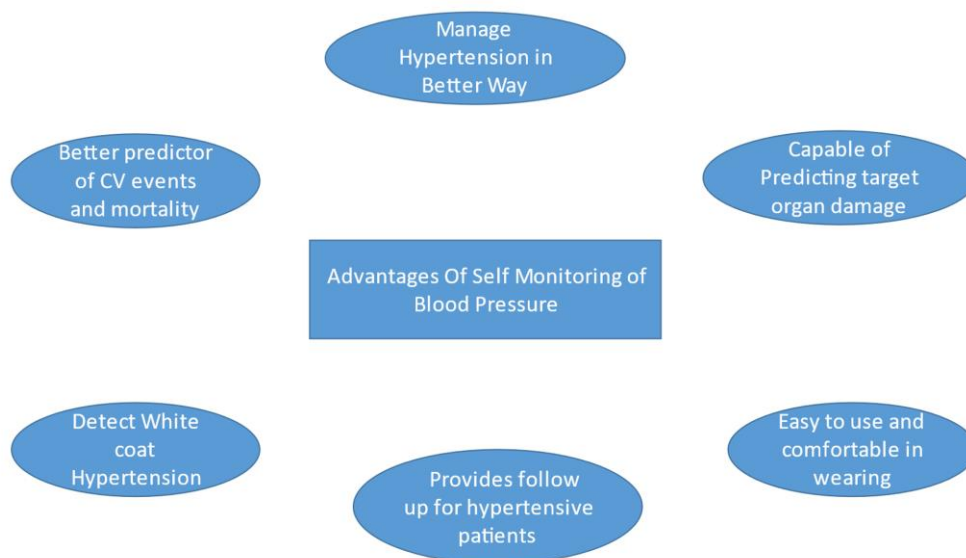 Manage
Hypertension in
Better Way
Better predictor
of CV events
and mortality
Capable of
Predicting target
organ damage
Advantages Of Self Monitoring of
Blood Pressure
Detect White
coat
Hypertension
Easy to use and
comfortable in
wearing
Provides follow
up for hypertensive
patients